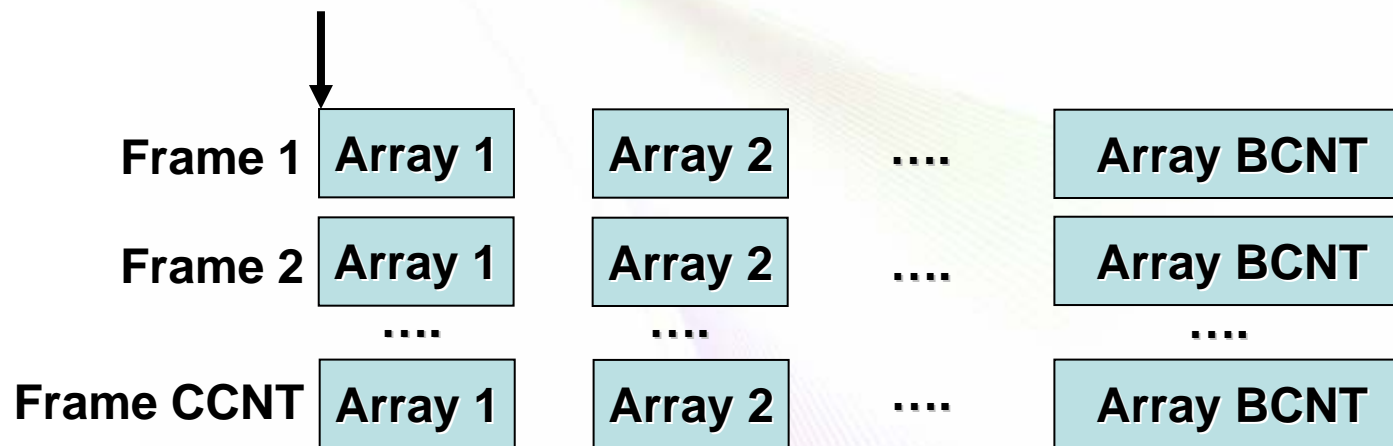 Frame 1 Array 1 Array 2 .... Array BCNT
Frame 2 Array 1 Array 2 .... Array BCNT
.... .... ....
Frame CCNT Array 1 Array 2 .... Array BCNT